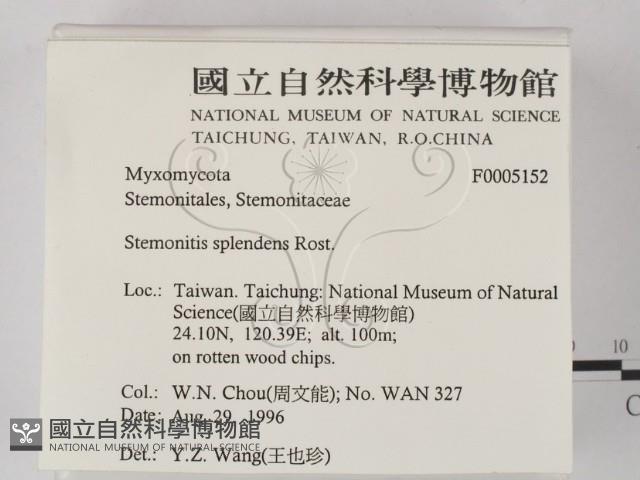 國立自然科學博物館
NATIONAL MUSEUM OF NATURAL SCIENCE
TAICHUNG, TAIWAN, R.O.CHINA
Myxomycota F0005152
Stemonitales, Stemonitaceae
Stemonitis splendens Rost.
Loc.: Taiwan. Taichung: National Museum of Natural
Science(國立自然科學博物館)
24.10N, 120.39E; alt. 100m;
on rotten wood chips.
Col.: W.N. Chou(周文能); No. WAN 327
Date: Aug. 29, 1996
Det.: Y.Z. Wang(王也珍)
國立自然科學博物館
NATIONAL MUSEUM OF NATURAL SCIENCE
0 10
C